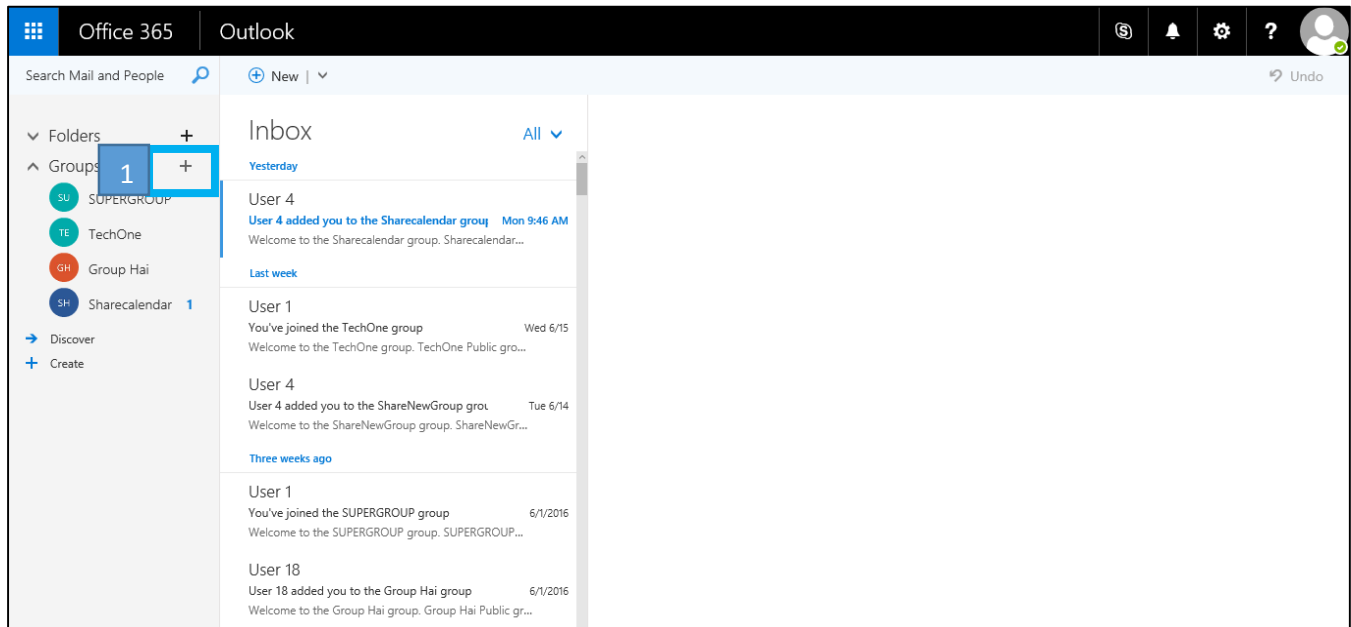 Office 365
Outlook
?
Search Mail and People
New
Undo
Folders +
Groups +
1
SU SUPERGROUP
TE TechOne
GH Group Hai
SH Sharecalendar 1
Discover
+ Create
Inbox
All
Yesterday
User 4
User 4 added you to the Sharecalendar group Mon 9:46 AM
Welcome to the Sharecalendar group. Sharecalendar...
Last week
User 1
You've joined the TechOne group Wed 6/15
Welcome to the TechOne group. TechOne Public gro...
User 4
User 4 added you to the ShareNewGroup grou Tue 6/14
Welcome to the ShareNewGroup group. ShareNewGr...
Three weeks ago
User 1
You've joined the SUPERGROUP group 6/1/2016
Welcome to the SUPERGROUP group. SUPERGROUP...
User 18
User 18 added you to the Group Hai group 6/1/2016
Welcome to the Group Hai group. Group Hai Public gr...